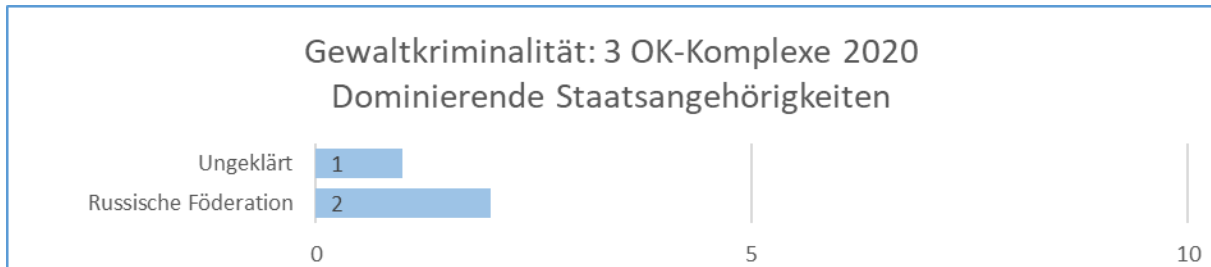 Gewaltkriminalität: 3 OK-Komplexe 2020
Dominierende Staatsangehörigkeiten
Ungeklärt 1
Russische Föderation 2
0 5 10